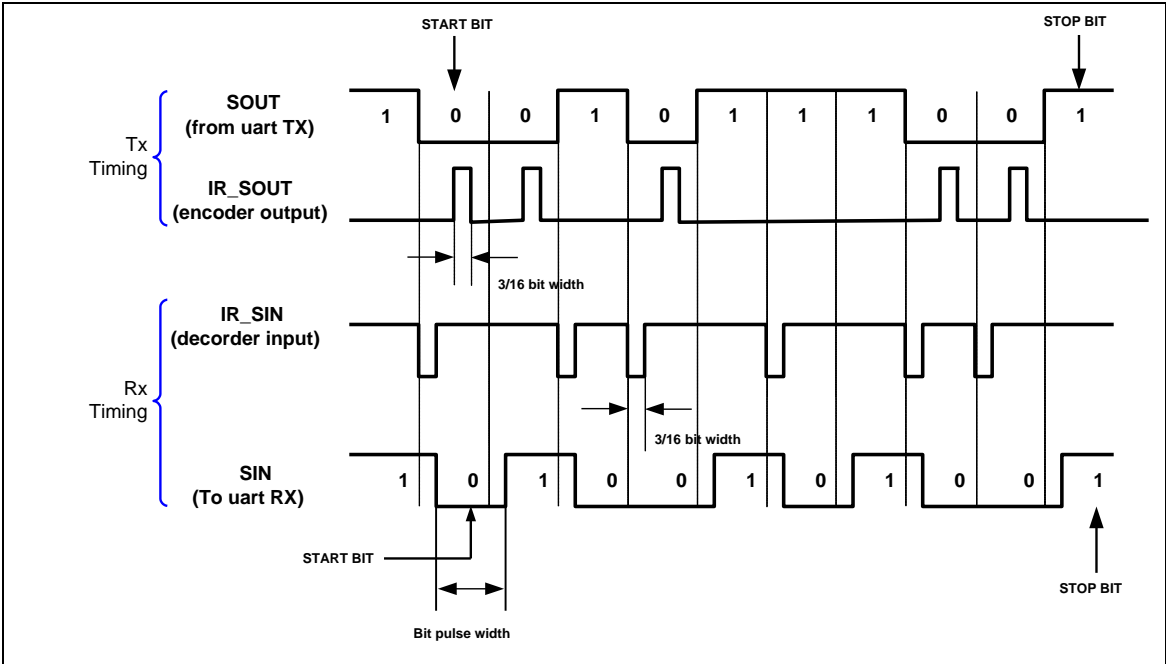 START BIT
STOP BIT
SOUT
(from uart TX)
1 0 0 1 0 1 1 1 0 0 1
Tx
Timing
IR_SOUT
(encoder output)
3/16 bit width
IR_SIN
(decorder input)
Rx
Timing
3/16 bit width
SIN
(To uart RX)
1 0 1 0 0 1 0 1 0 0 1
START BIT
STOP BIT
Bit pulse width